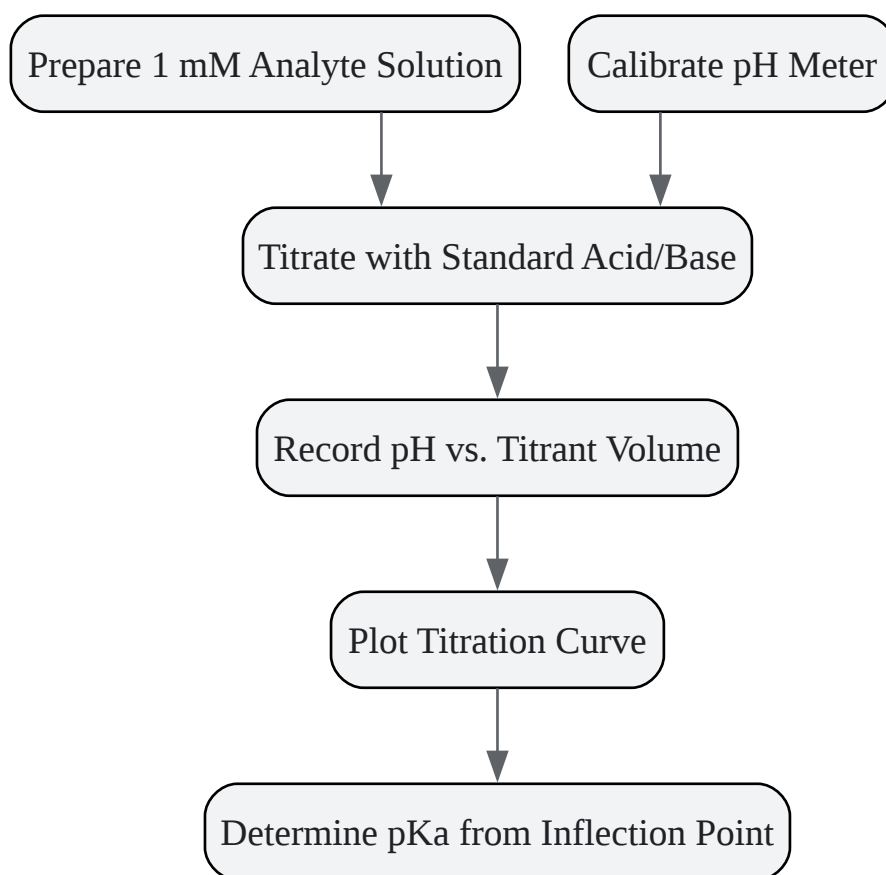 Prepare 1 mM Analyte Solution
Calibrate pH Meter
Titrate with Standard Acid/Base
Record pH vs. Titrant Volume
Plot Titration Curve
Determine pKa from Inflection Point